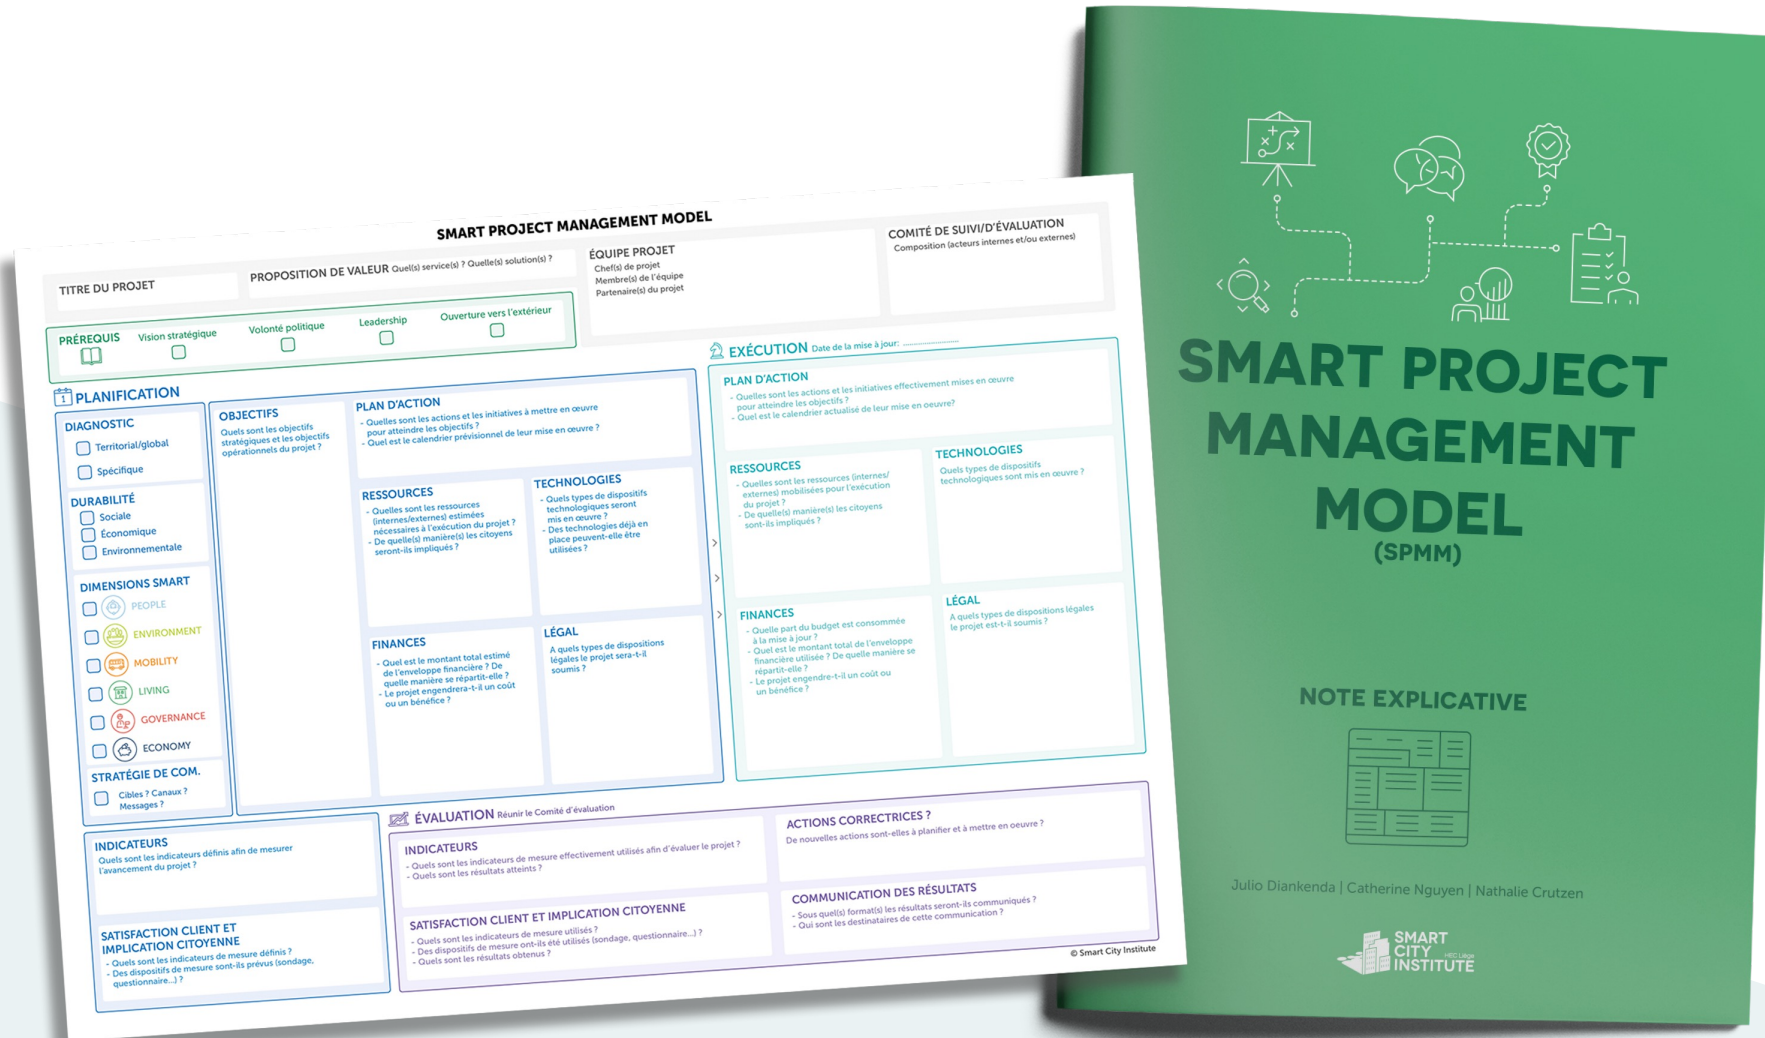 SMART PROJECT MANAGEMENT MODEL
TITRE DU PROJET
PROPOSITION DE VALEUR Quel(s) service(s) ? Quelle(s) solution(s) ?
ÉQUIPE PROJET
Chef(s) de projet
Membre(s) de l'équipe
Partenaire(s) du projet
COMITÉ DE SUIVI/D'ÉVALUATION
Composition (acteurs internes et/ou externes)
PRÉREQUIS
Vision stratégique
Volonté politique
Leadership
Ouverture vers l'extérieur
1 PLANIFICATION
DIAGNOSTIC
Territorial/global
Spécifique
DURABILITÉ
Sociale
Économique
Environnementale
DIMENSIONS SMART
PEOPLE
ENVIRONMENT
MOBILITY
LIVING
GOVERNANCE
ECONOMY
STRATÉGIE DE COM.
Cibles ? Canaux ?
Messages ?
OBJECTIFS
Quels sont les objectifs
stratégiques et les objectifs
opérationnels du projet ?
PLAN D'ACTION
- Quelles sont les actions et les initiatives à mettre en œuvre
pour atteindre les objectifs ?
- Quel est le calendrier prévisionnel de leur mise en œuvre ?
RESSOURCES
- Quelles sont les ressources
(internes/externes) estimées
nécessaires à l'exécution du projet ?
- De quelle(s) manière(s) les citoyens
seront-ils impliqués ?
TECHNOLOGIES
- Quels types de dispositifs
technologiques seront
mis en œuvre ?
- Des technologies déjà en
place peuvent-elle être
utilisées ?
FINANCES
- Quel est le montant total estimé
de l'enveloppe financière ? De
quelle manière se répartit-elle ?
- Le projet engendrera-t-il un coût
ou un bénéfice ?
LÉGAL
A quels types de dispositions
légales le projet sera-t-il
soumis ?
EXÉCUTION Date de la mise à jour: ........................
PLAN D'ACTION
- Quelles sont les actions et les initiatives effectivement mises en œuvre
pour atteindre les objectifs ?
- Quel est le calendrier actualisé de leur mise en oeuvre?
RESSOURCES
- Quelles sont les ressources (internes/
externes) mobilisées pour l'exécution
du projet ?
- De quelle(s) manière(s) les citoyens
sont-ils impliqués ?
TECHNOLOGIES
Quels types de dispositifs
technologiques sont mis en œuvre ?
FINANCES
- Quelle part du budget est consommée
à la mise à jour ?
- Quel est le montant total de l'enveloppe
financière utilisée ? De quelle manière se
répartit-elle ?
- Le projet engendre-t-il un coût ou
un bénéfice ?
LÉGAL
A quels types de dispositions légales
le projet est-t-il soumis ?
INDICATEURS
Quels sont les indicateurs définis afin de mesurer
l'avancement du projet ?
SATISFACTION CLIENT ET
IMPLICATION CITOYENNE
- Quels sont les indicateurs de mesure définis ?
- Des dispositifs de mesure sont-ils prévus (sondage,
questionnaire...) ?
ÉVALUATION Réunir le Comité d'évaluation
INDICATEURS
- Quels sont les indicateurs de mesure effectivement utilisés afin d'évaluer le projet ?
- Quels sont les résultats atteints ?
SATISFACTION CLIENT ET IMPLICATION CITOYENNE
- Quels sont les indicateurs de mesure utilisés ?
- Des dispositifs de mesure ont-ils été utilisés (sondage, questionnaire...) ?
- Quels sont les résultats obtenus ?
ACTIONS CORRECTRICES ?
De nouvelles actions sont-elles à planifier et à mettre en oeuvre ?
COMMUNICATION DES RÉSULTATS
- Sous quel(s) format(s) les résultats seront-ils communiqués ?
- Qui sont les destinataires de cette communication ?
© Smart City Institute
SMART PROJECT
MANAGEMENT
MODEL
(SPMM)
NOTE EXPLICATIVE
Julio Diankenda | Catherine Nguyen | Nathalie Crutzen
SMART
CITY
INSTITUTE
HEC Liège